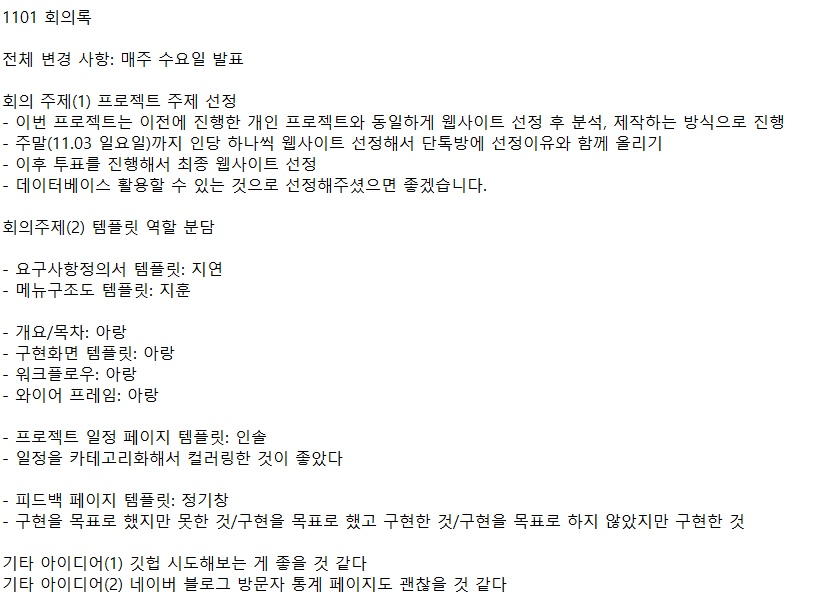 1101 회의록
전체 변경 사항: 매주 수요일 발표
회의 주제(1) 프로젝트 주제 선정
- 이번 프로젝트는 이전에 진행한 개인 프로젝트와 동일하게 웹사이트 선정 후 분석, 제작하는 방식으로 진행
- 주말(11.03 일요일)까지 인당 하나씩 웹사이트 선정해서 단톡방에 선정이유와 함께 올리기
- 이후 투표를 진행해서 최종 웹사이트 선정
- 데이터베이스 활용할 수 있는 것으로 선정해주셨으면 좋겠습니다.
회의주제(2) 템플릿 역할 분담
- 요구사항정의서 템플릿: 지연
- 메뉴구조도 템플릿: 지훈
- 개요/목차: 아랑
- 구현화면 템플릿: 아랑
- 워크플로우: 아랑
- 와이어 프레임: 아랑
- 프로젝트 일정 페이지 템플릿: 인솔
- 일정을 카테고리화해서 컬러링한 것이 좋았다
- 피드백 페이지 템플릿: 정기창
- 구현을 목표로 했지만 못한 것/구현을 목표로 했고 구현한 것/구현을 목표로 하지 않았지만 구현한 것
기타 아이디어(1) 깃헙 시도해보는 게 좋을 것 같다
기타 아이디어(2) 네이버 블로그 방문자 통계 페이지도 괜찮을 것 같다